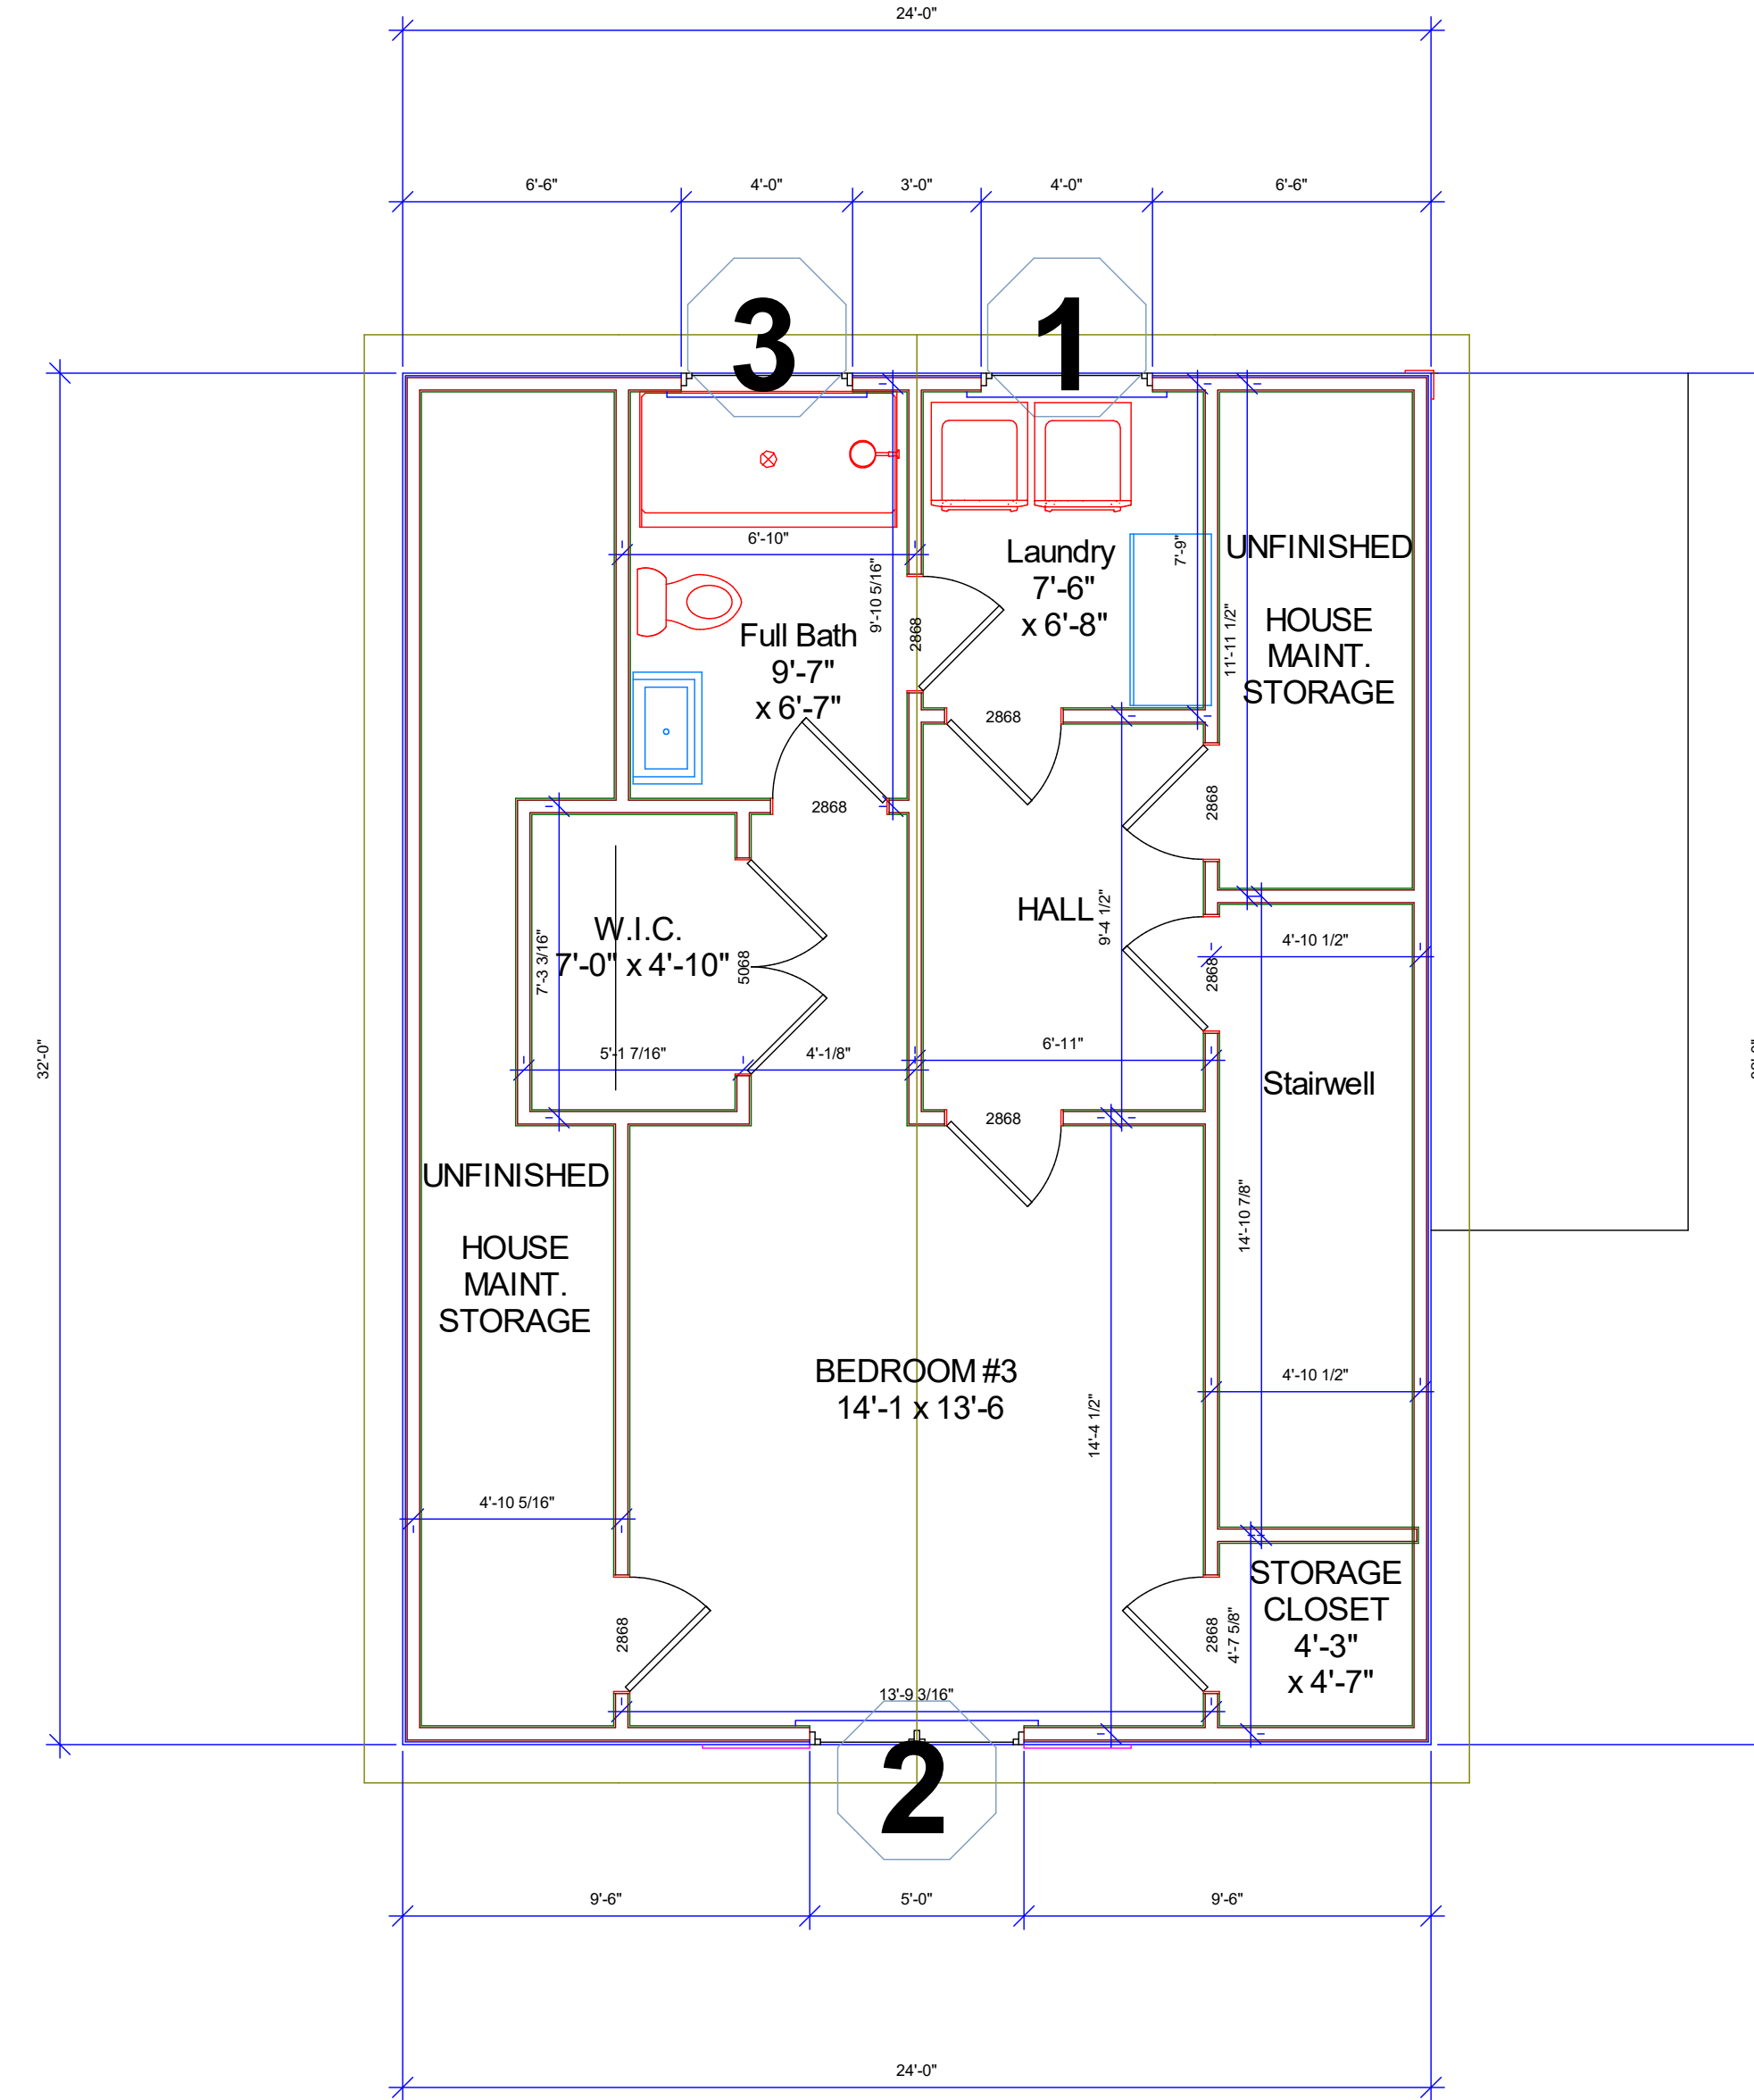 24'-0"
6'-6"
4'-0"
3'-0"
4'-0"
6'-6"
3
1
6'-10"
Laundry
7'-6"
x 6'-8"
7'-9"
UNFINISHED
HOUSE
MAINT.
STORAGE
11'-11 1/2"
9'-10 5/16"
2868
Full Bath
9'-7"
x 6'-7"
2868
2868
2868
HALL
9'-4 1/2"
W.I.C.
7'-0" x 4'-10"
7'-3 3/16"
5068
2868
4'-10 1/2"
5'-1 7/16"
4'-1/8"
6'-11"
32'-0"
Stairwell
2868
UNFINISHED
HOUSE
MAINT.
STORAGE
14'-10 7/8"
BEDROOM #3
14'-1 x 13'-6
4'-10 1/2"
14'-4 1/2"
4'-10 5/16"
STORAGE
CLOSET
4'-3"
x 4'-7"
2868
2868
4'-7 5/8"
13'-9 3/16"
2
9'-6"
5'-0"
9'-6"
24'-0"